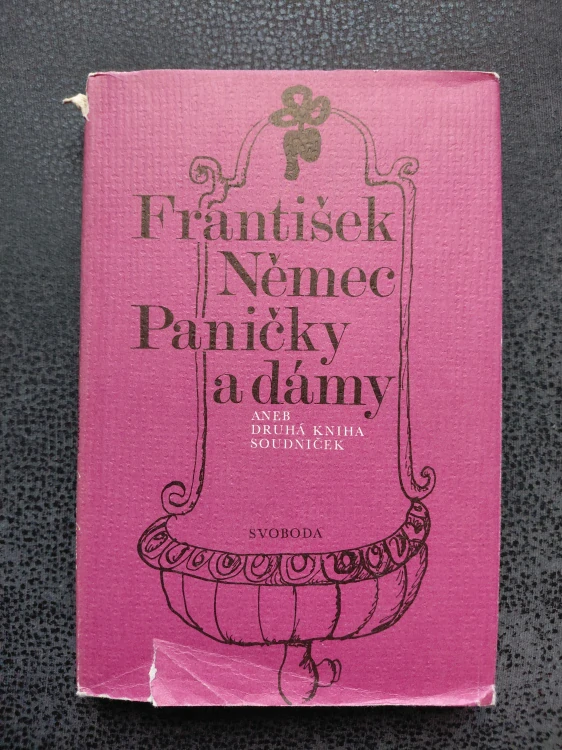 František
Němec
Paničky
a dámy
ANEB
DRUHÁ KNIHA
SOUDNIČEK
SVOBODA